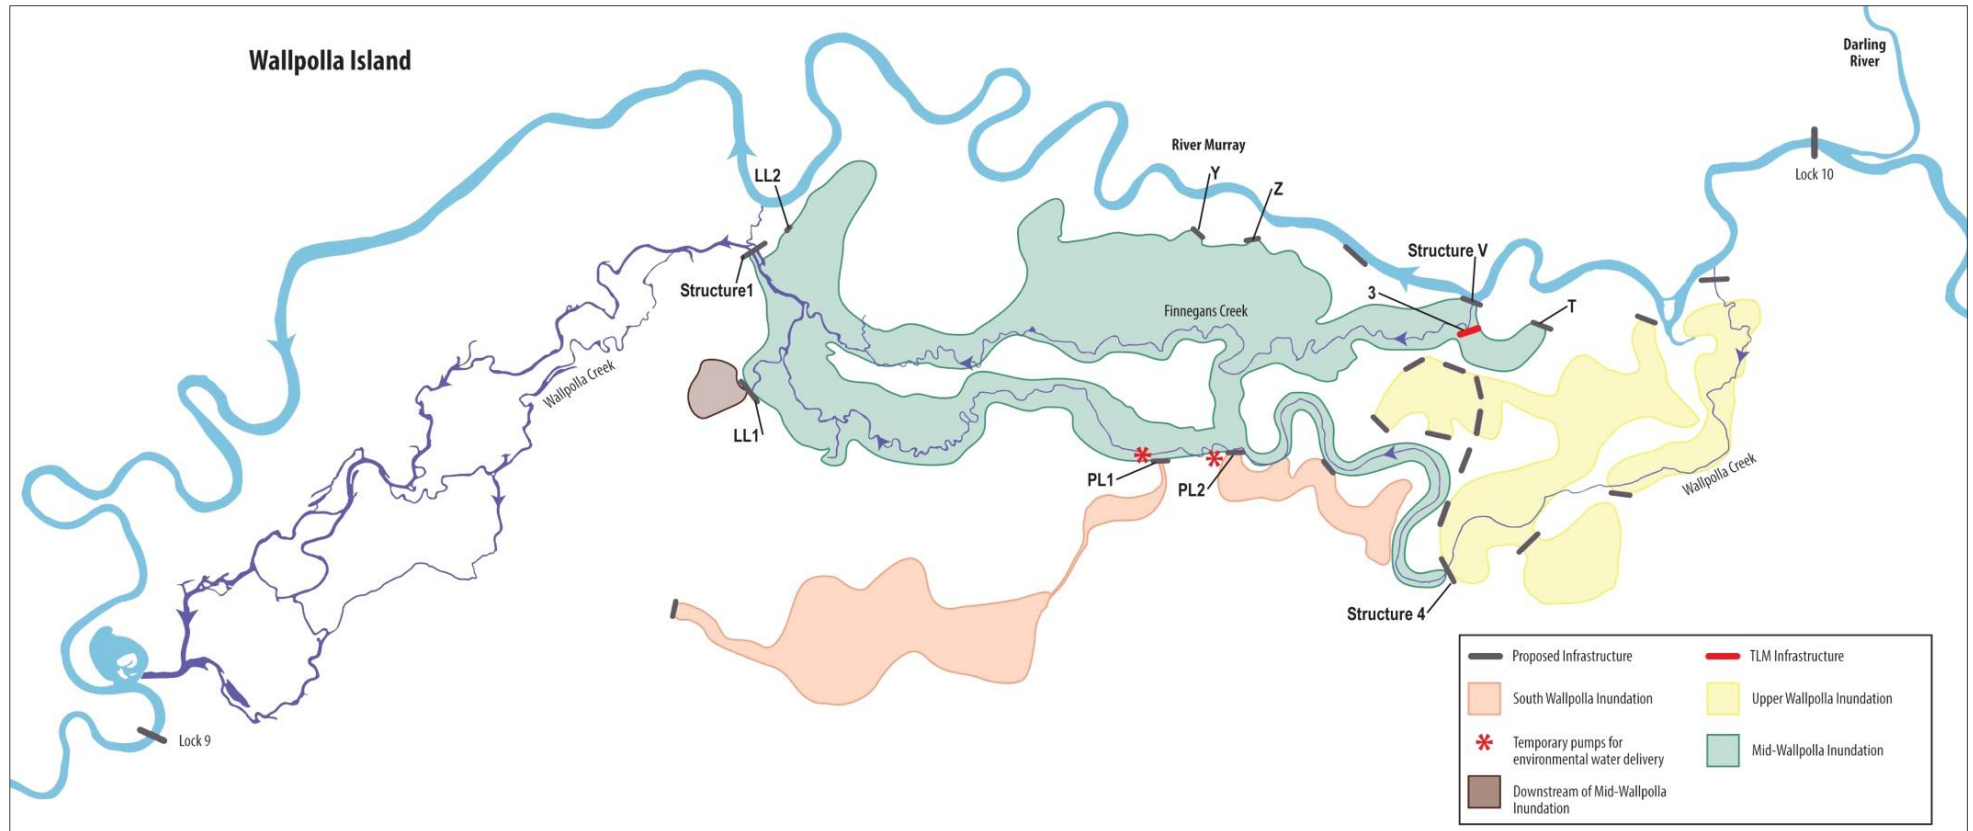 Wallpolla Island
Darling
River
Lock 10
River Murray
Y
Z
LL2
Structure V
Structure1
3
T
Finnegans Creek
Wallpolla Creek
LL1
PL1
PL2
Wallpolla Creek
Structure 4
Lock 9
Proposed Infrastructure
TLM Infrastructure
South Wallpolla Inundation
Upper Wallpolla Inundation
Temporary pumps for
environmental water delivery
Mid-Wallpolla Inundation
Downstream of Mid-Wallpolla
Inundation